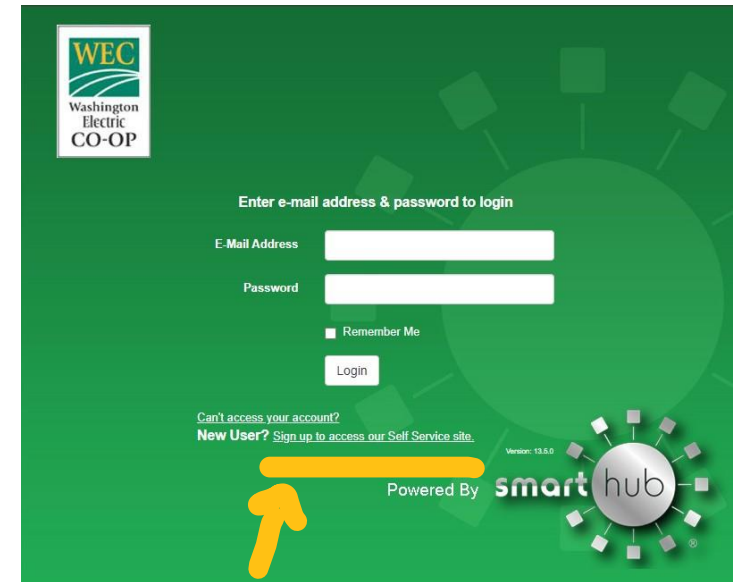 WEC
Washington
Electric
CO-OP
Enter e-mail address & password to login
E-Mail Address
Password
Remember Me
Login
Can't access your account?
New User? Sign up to access our Self Service site.
Version: 13.5.0
Powered By smart hub
®